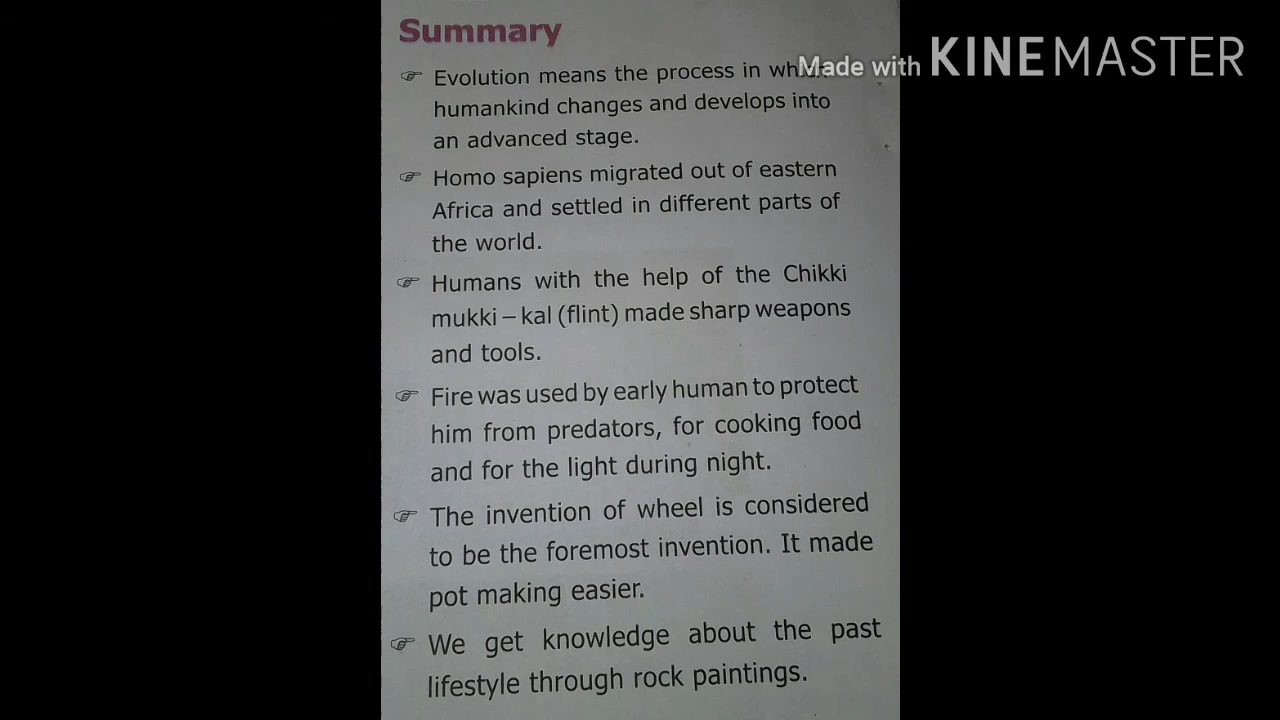 Summary
Made with KINEMASTER
☞ Evolution means the process in
humankind changes and develops into
an advanced stage.
☞ Homo sapiens migrated out of eastern
Africa and settled in different parts of
the world.
☞ Humans with the help of the Chikki
mukki – kal (flint) made sharp weapons
and tools.
☞ Fire was used by early human to protect
him from predators, for cooking food
and for the light during night.
☞ The invention of wheel is considered
to be the foremost invention. It made
pot making easier.
☞ We get knowledge about the past
lifestyle through rock paintings.